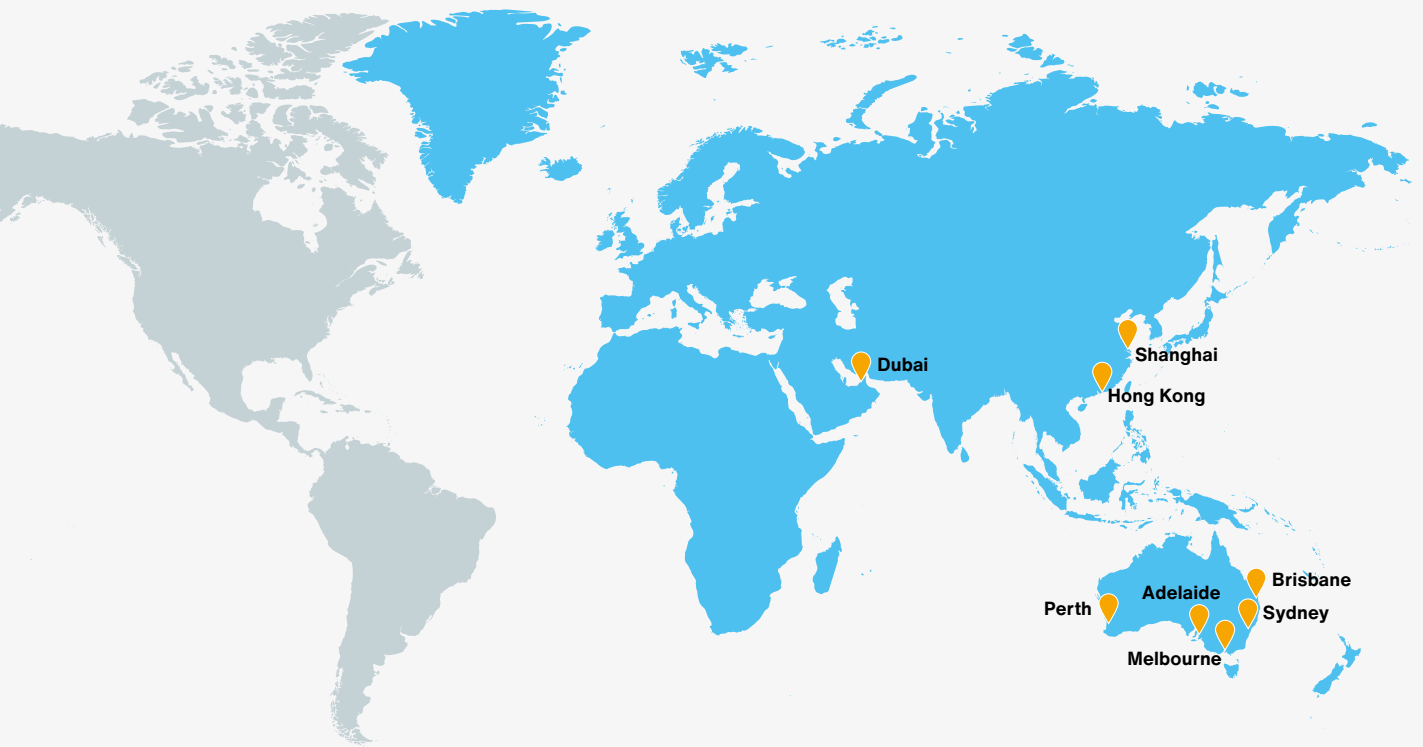 Dubai
Shanghai
Hong Kong
Brisbane
Adelaide
Perth
Sydney
Melbourne